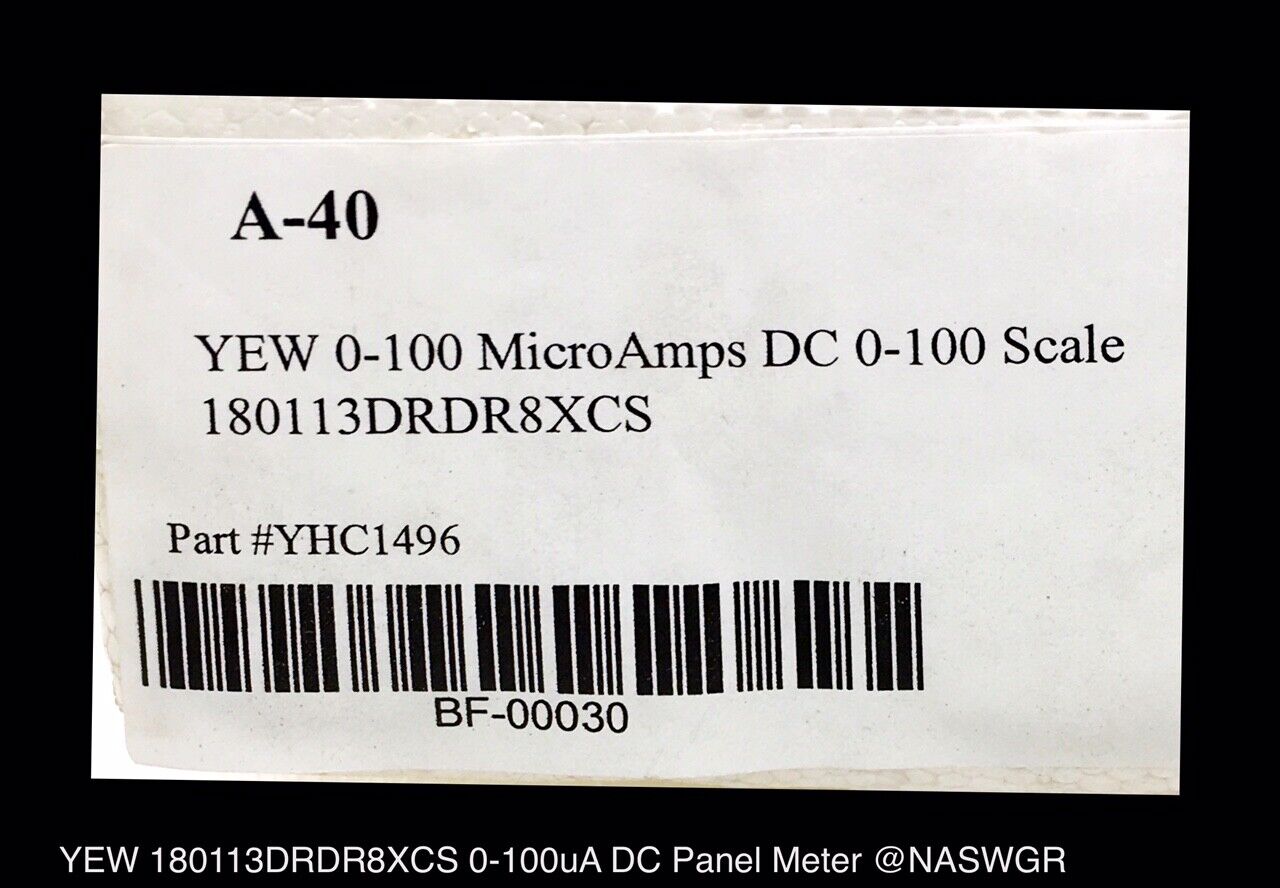 A-40
YEW 0-100 MicroAmps DC 0-100 Scale
180113DRDR8XCS
Part #YHC1496
BF-00030
YEW 180113DRDR8XCS 0-100uA DC Panel Meter @NASWGR